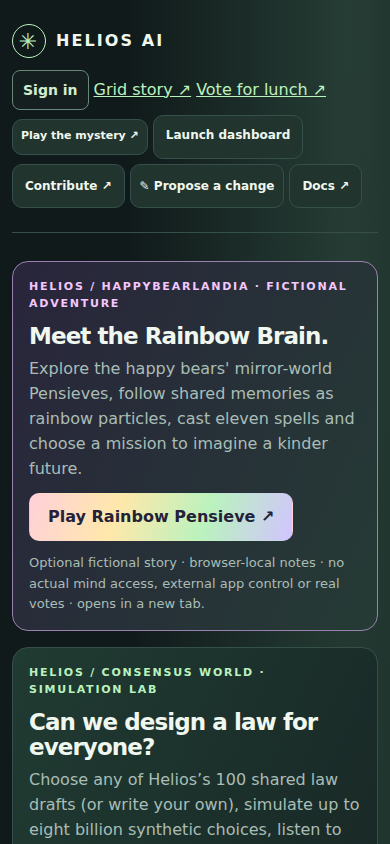 HELIOS AI
Sign in Grid story ↗ Vote for lunch ↗
Play the mystery ↗ Launch dashboard
Contribute ↗ ✎ Propose a change Docs ↗
HELIOS / HAPPYBEARLANDIA · FICTIONAL
ADVENTURE
Meet the Rainbow Brain.
Explore the happy bears' mirror-world
Pensieves, follow shared memories as
rainbow particles, cast eleven spells and
choose a mission to imagine a kinder
future.
Play Rainbow Pensieve ↗
Optional fictional story · browser-local notes · no
actual mind access, external app control or real
votes · opens in a new tab.
HELIOS / CONSENSUS WORLD ·
SIMULATION LAB
Can we design a law for
everyone?
Choose any of Helios’s 100 shared law
drafts (or write your own), simulate up to
eight billion synthetic choices, listen to